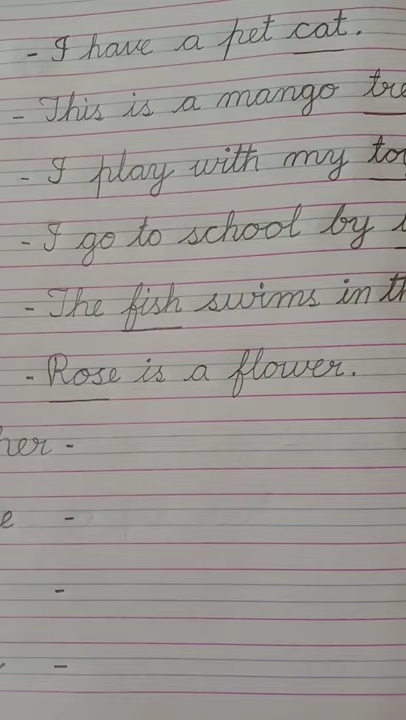 - I have a pet cat.
- This is a mango
- I play with my
- I go to school by
- The fish swims in
- Rose is a flower.
-
-
-
-